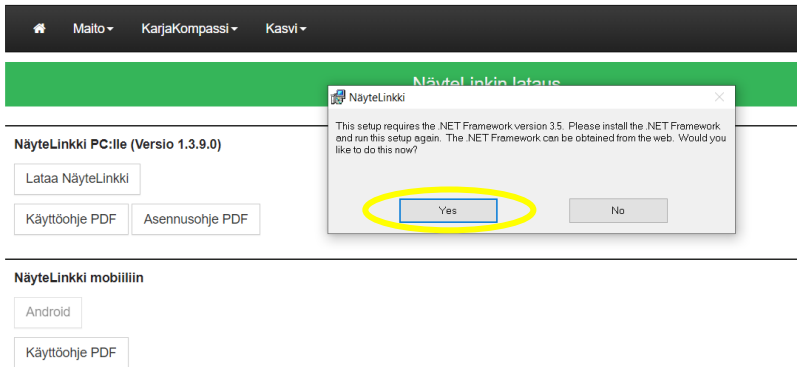 Maito KarjaKompassi Kasvi
NäyteLinkin lataus
NäyteLinkki
This setup requires the .NET Framework version 3.5. Please install the .NET Framework
and run this setup again. The .NET Framework can be obtained from the web. Would you
like to do this now?
Yes No
NäyteLinkki PC:lle (Versio 1.3.9.0)
Lataa NäyteLinkki
Käyttöohje PDF Asennusohje PDF
NäyteLinkki mobiiliin
Android
Käyttöohje PDF